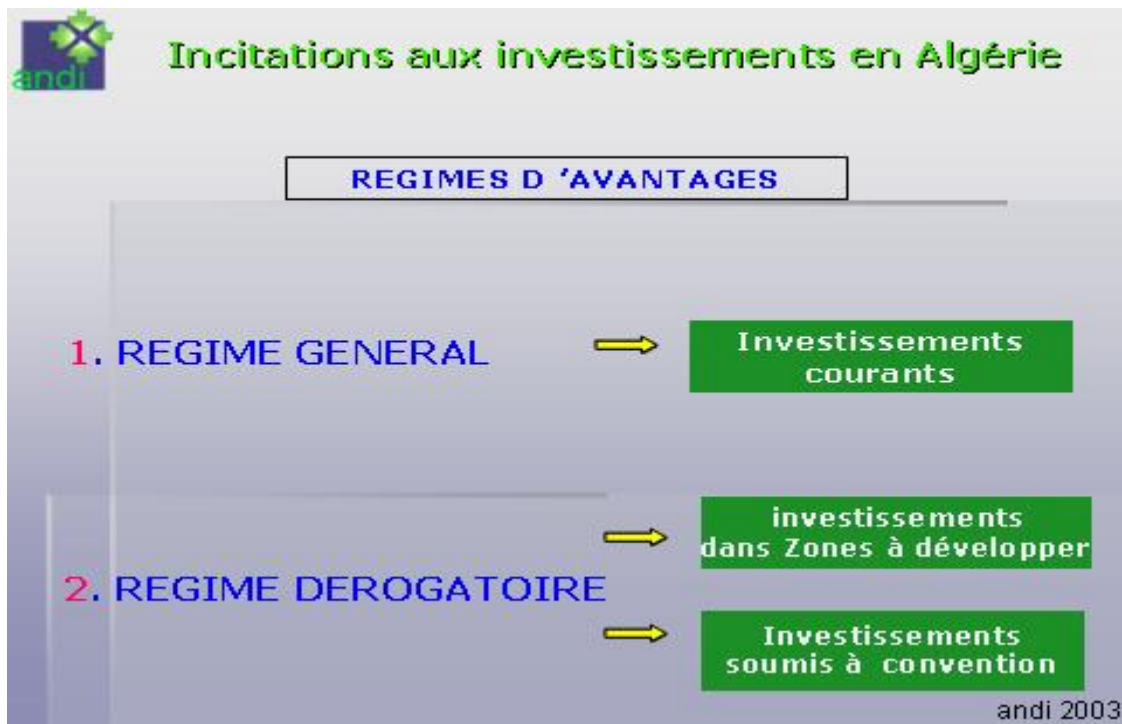 andi
Incitations aux investissements en Algérie
REGIMES D 'AVANTAGES
1. REGIME GENERAL
Investissements
courants
2. REGIME DEROGATOIRE
investissements
dans Zones à développer
Investissements
soumis à convention
andi 2003